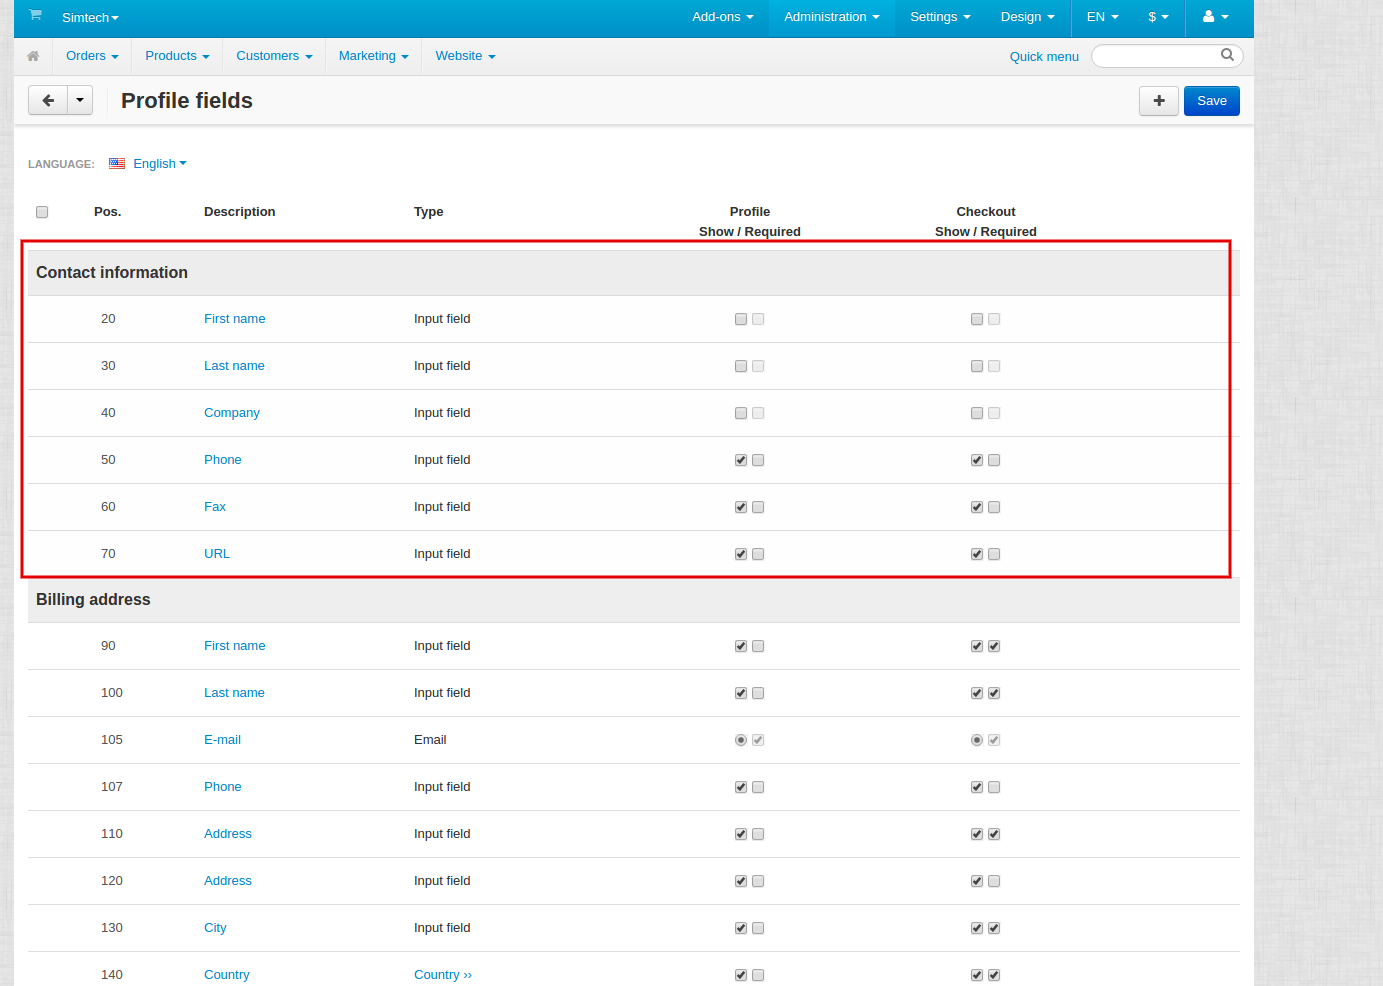 Simtech Add-ons Administration Settings Design EN $
Orders Products Customers Marketing Website Quick menu
Profile fields + Save
LANGUAGE: English
Pos. Description Type Profile Checkout
Show / Required Show / Required
Contact information
20 First name Input field
30 Last name Input field
40 Company Input field
50 Phone Input field
60 Fax Input field
70 URL Input field
Billing address
90 First name Input field
100 Last name Input field
105 E-mail Email
107 Phone Input field
110 Address Input field
120 Address Input field
130 City Input field
140 Country Country ››